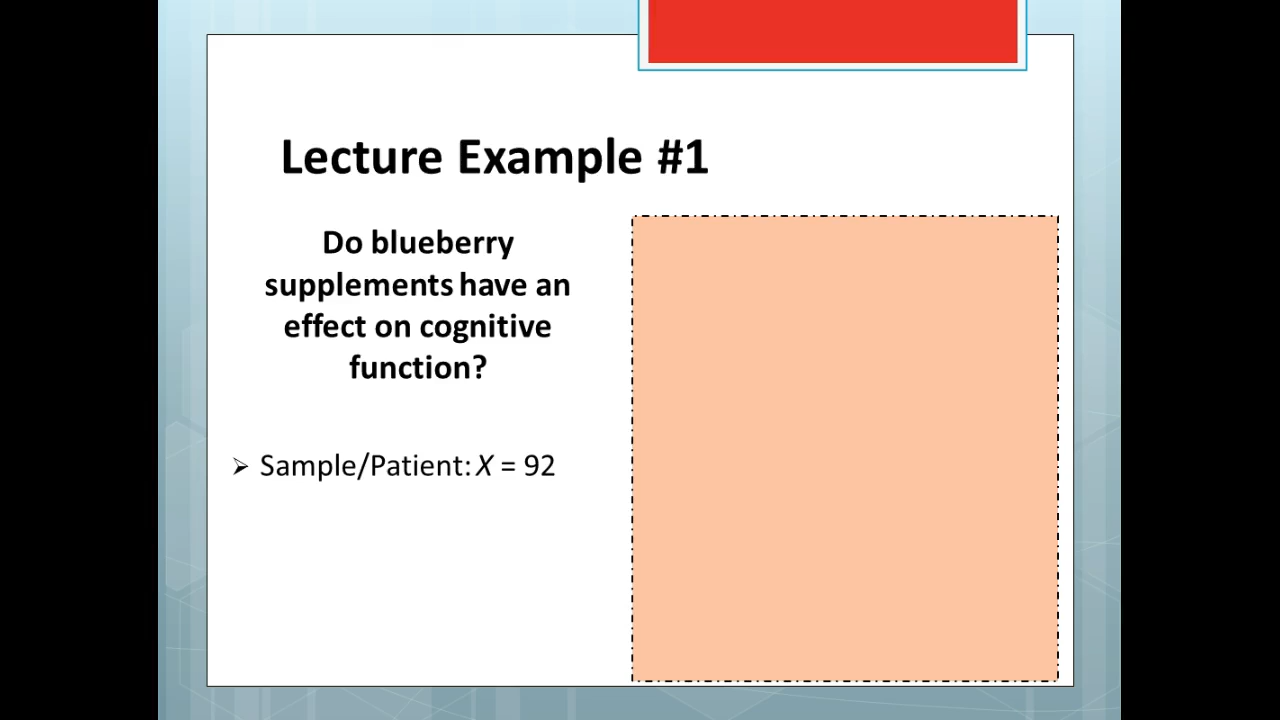 Lecture Example #1
Do blueberry
supplements have an
effect on cognitive
function?
➢ Sample/Patient: X = 92